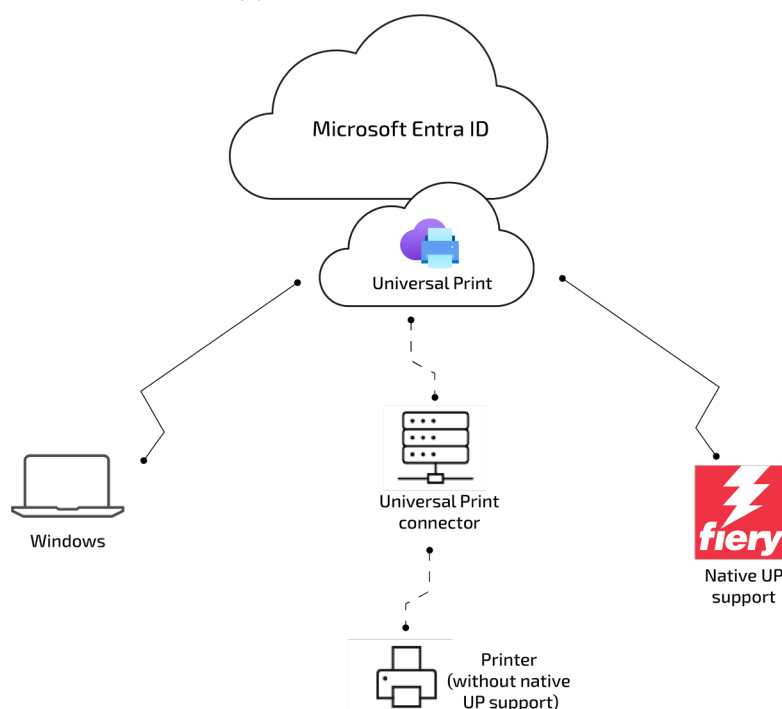 Microsoft Entra ID
Universal Print
Universal Print
connector
Windows
fiery
Native UP
support
Printer
(without native
UP support)